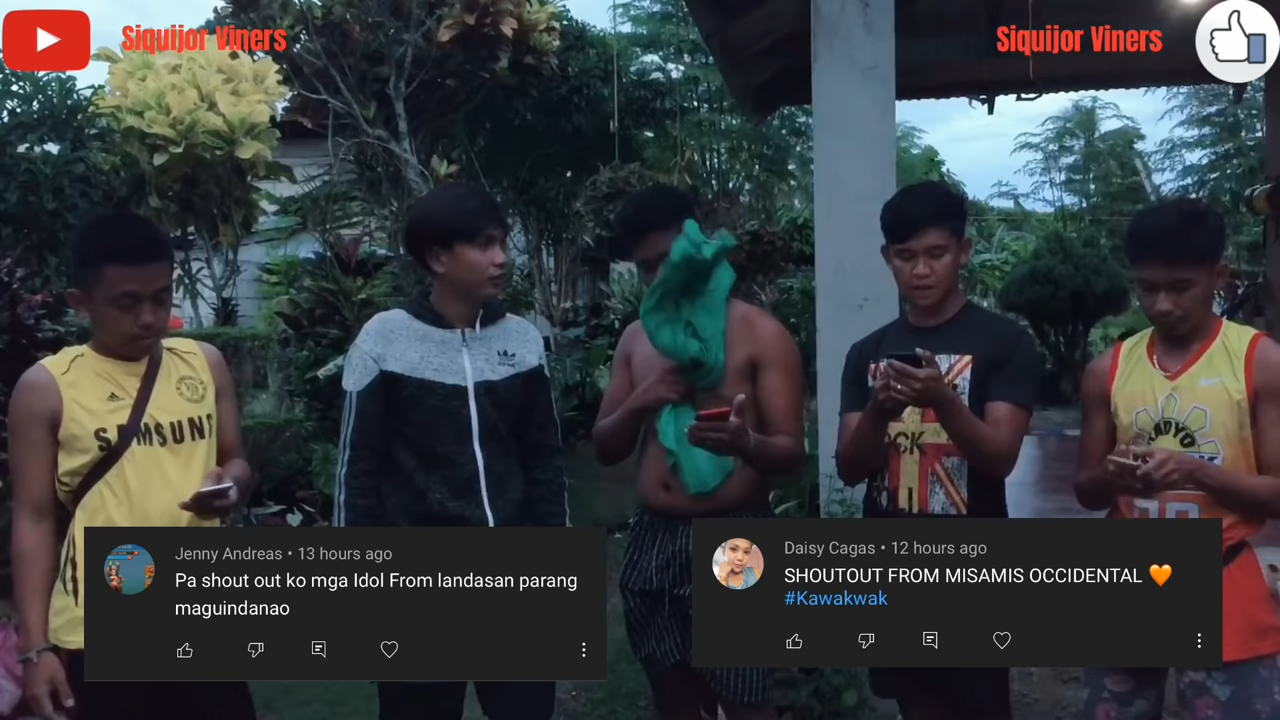 Siquijor Viners
Siquijor Viners
SAMSUNG
Jenny Andreas • 13 hours ago
Pa shout out ko mga Idol From landasan parang
maguindanao
Daisy Cagas • 12 hours ago
SHOUTOUT FROM MISAMIS OCCIDENTAL 🧡
#Kawakwak